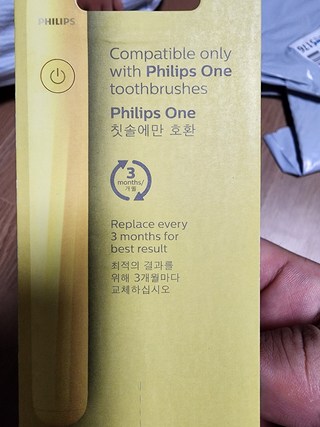 PHILIPS
Compatible only
with Philips One
toothbrushes
Philips One
칫솔에만 호환
3
months/
개월
Replace every
3 months for
best result
최적의 결과를
위해 3개월마다
교체하십시오